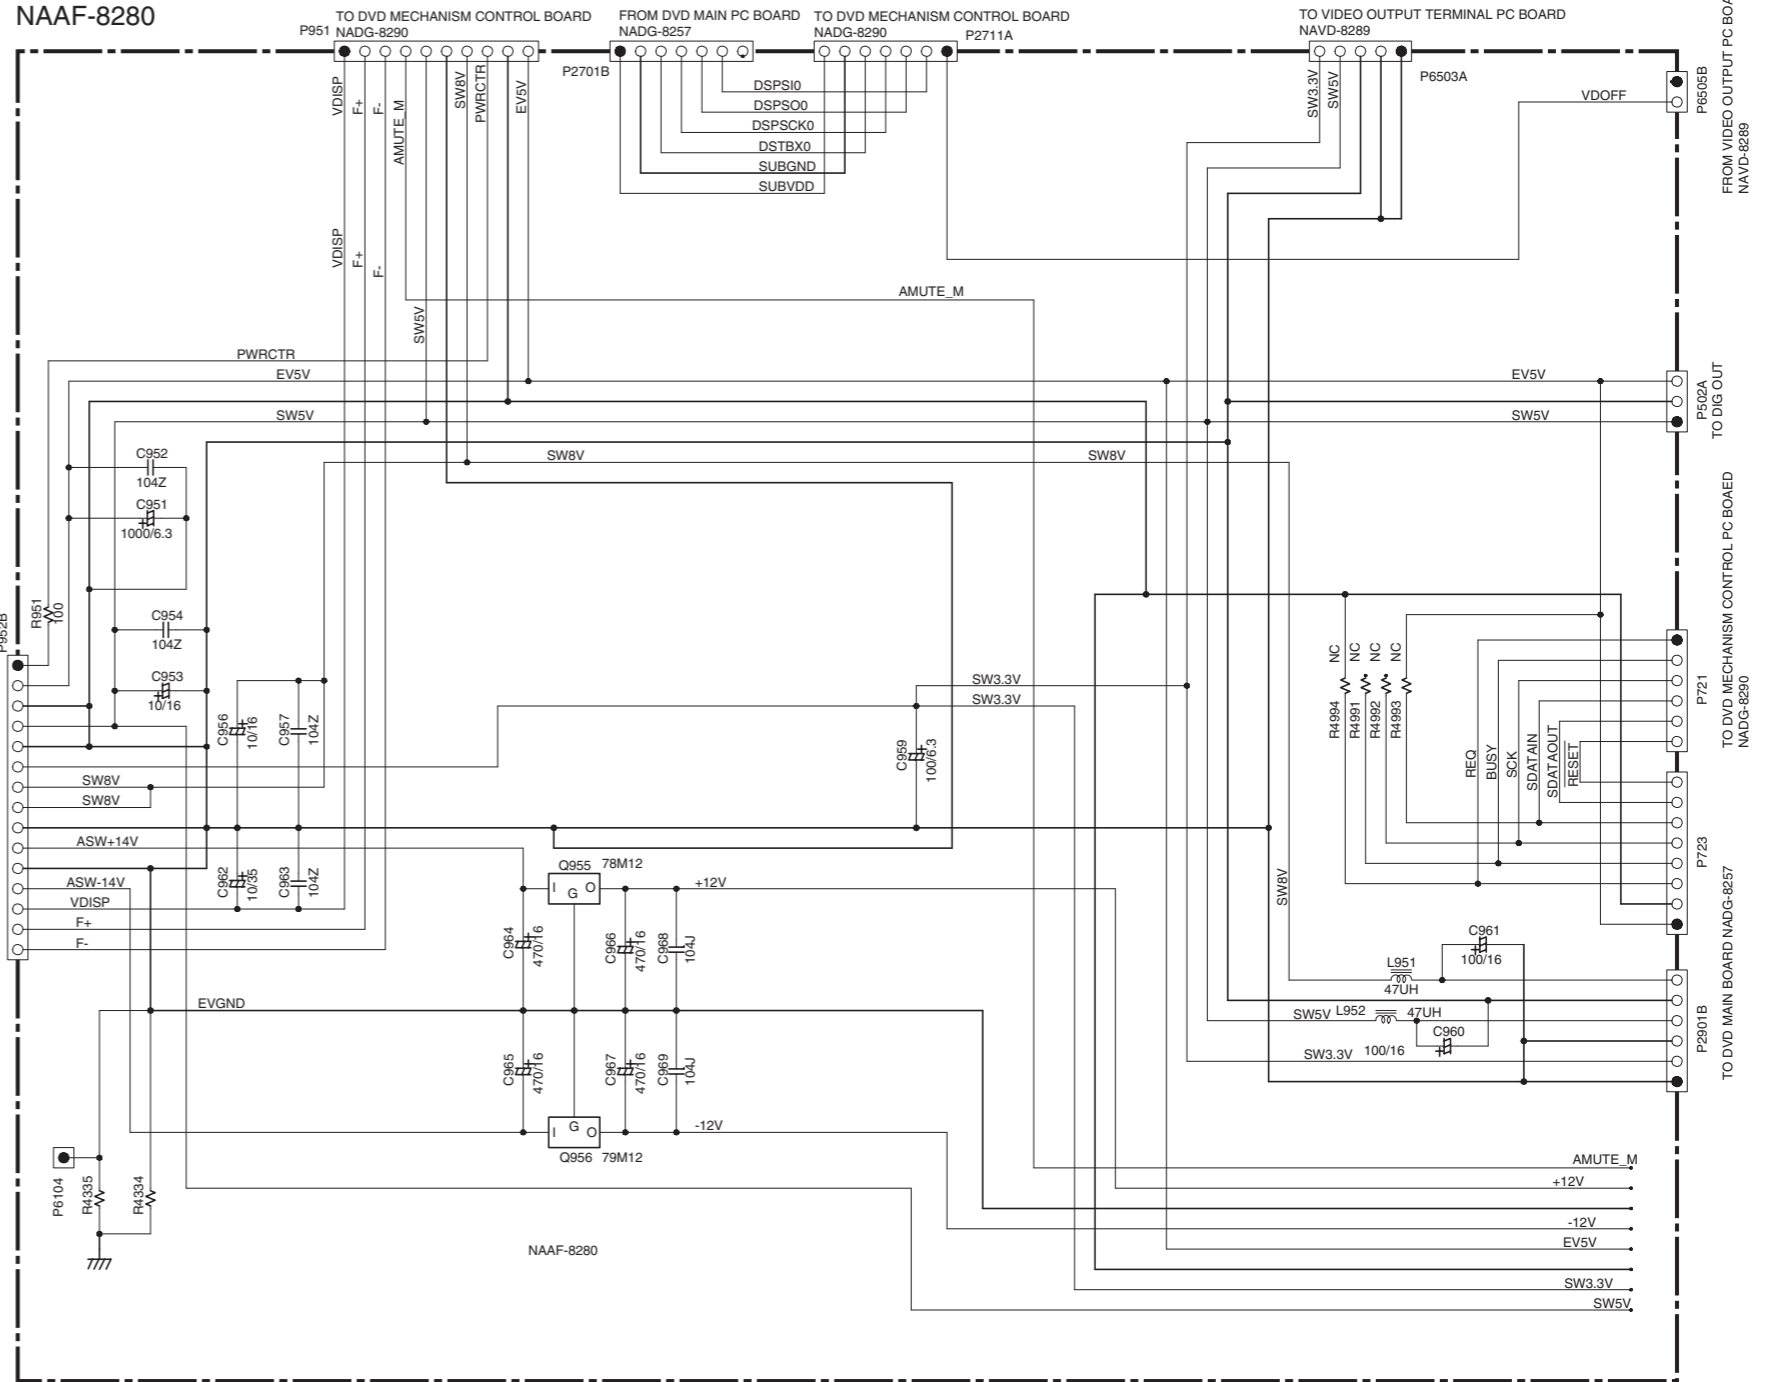 NAAF-8280
P951
TO DVD MECHANISM CONTROL BOARD
NADG-8290
FROM DVD MAIN PC BOARD
NADG-8257
P2701B
TO DVD MECHANISM CONTROL BOARD
NADG-8290
P2711A
TO VIDEO OUTPUT TERMINAL PC BOARD
NAVD-8289
P6503A
P6505B
FROM VIDEO OUTPUT PC
NAVD-8289
VDISP
F+
F-
AMUTE_M
SW8V
PWRCTR
EV5V
DSPSI0
DSPSO0
DSPSCK0
DSTBX0
SUBGND
SUBVDD
SW3.3V
SW5V
VDOFF
VDISP
F+
F-
SW5V
AMUTE_M
PWRCTR
EV5V
EV5V
SW5V
SW5V
P502A
TO DIG OUT
SW8V
SW8V
C952
104Z
C951
1000/6.3
R951
100
P952B
C954
104Z
C953
10/16
C956
10/16
C957
104Z
SW3.3V
SW3.3V
C959
100/6.3
NC
NC
NC
NC
R4994
R4991
R4992
R4993
REQ
BUSY
SCK
SDATAIN
SDATAOUT
RESET
P721
TO DVD MECHANISM CONTROL PC BOAED
NADG-8290
P723
TO DVD MAIN BOARD NADG-8257
SW8V
SW8V
ASW+14V
ASW-14V
VDISP
F+
F-
C962
10/35
C963
104Z
Q955
78M12
I
G
O
+12V
C964
470/16
C966
470/16
C968
104J
SW8V
C961
100/16
L951
47UH
SW5V
L952
47UH
C960
100/16
SW3.3V
P2901B
EVGND
C965
470/16
C967
470/16
C969
104J
I
G
O
-12V
Q956
79M12
P6104
R4335
R4334
NAAF-8280
AMUTE_M
+12V
-12V
EV5V
SW3.3V
SW5V